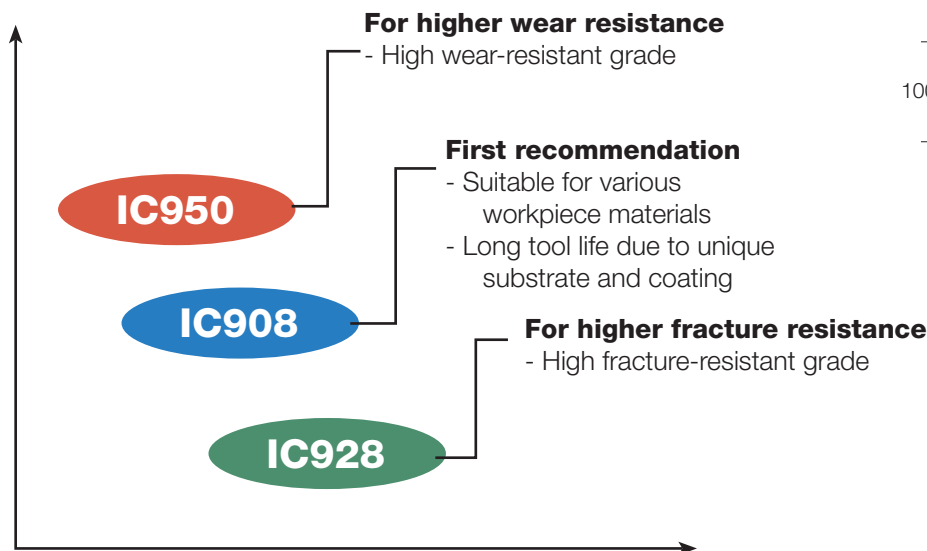 For higher wear resistance
- High wear-resistant grade
IC950
First recommendation
- Suitable for various
workpiece materials
- Long tool life due to unique
substrate and coating
IC908
For higher fracture resistance
- High fracture-resistant grade
IC928